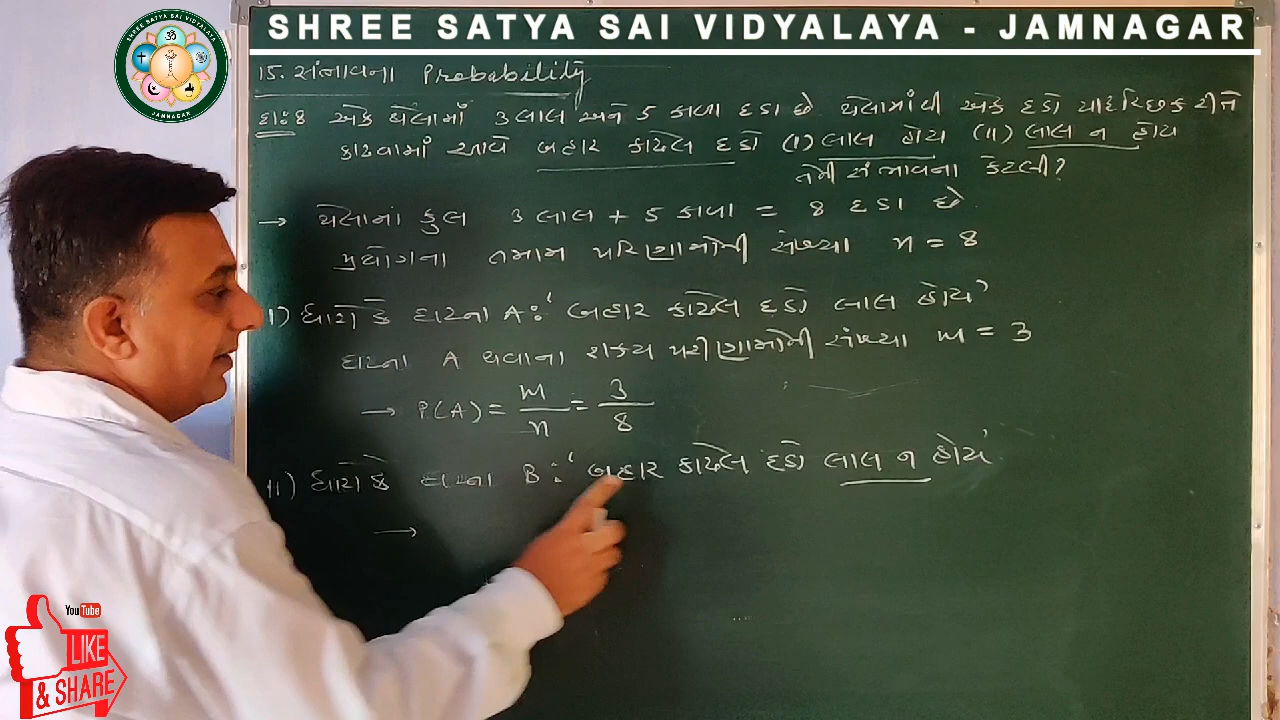 SHREE SATYA SAI VIDYALAYA - JAMNAGAR
SHREE SATYA SAI VIDYALAYA
JAMNAGAR
15. સંભાવના Probability
દા:8 એક થેલામાં 3 લાલ અને 5 કાળા દડા છે થેલામાંથી એક દડો યાદૃચ્છિક રીતે
કાઢવામાં આવે બહાર કાઢેલ દડો (i) લાલ હોય (ii) લાલ ન હોય
તેની સંભાવના કેટલી?
→ થેલાનાં કુલ 3 લાલ + 5 કાળા = 8 દડા છે
પ્રયોગના તમામ પરિણામોની સંખ્યા n = 8
I) ધારો કે ઘટના A : ' બહાર કાઢેલ દડો લાલ હોય'
ઘટના A થવાના શક્ય પરીણામોની સંખ્યા m = 3
→ P(A) = m/n = 3/8
II) ધારો કે ઘટના B : ' બહાર કાઢેલ દડો લાલ ન હોય'
→
YouTube
LIKE
& SHARE